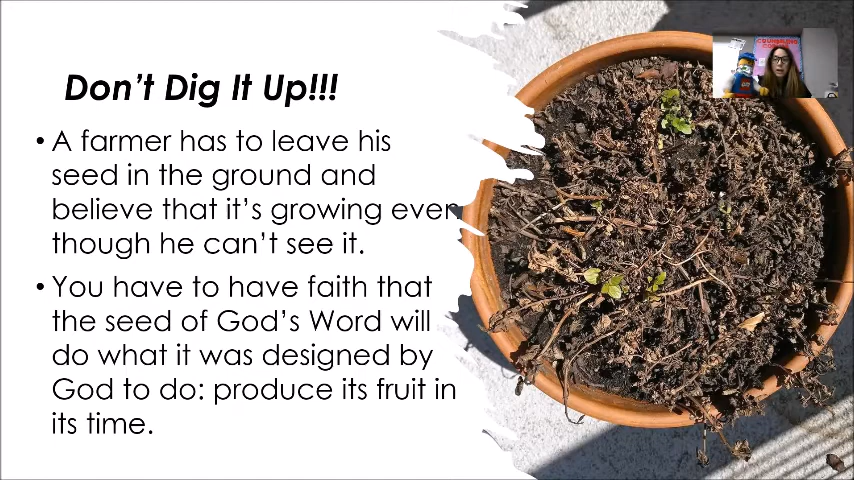 Don't Dig It Up!!!
• A farmer has to leave his
seed in the ground and
believe that it's growing even
though he can't see it.
• You have to have faith that
the seed of God's Word will
do what it was designed by
God to do: produce its fruit in
its time.